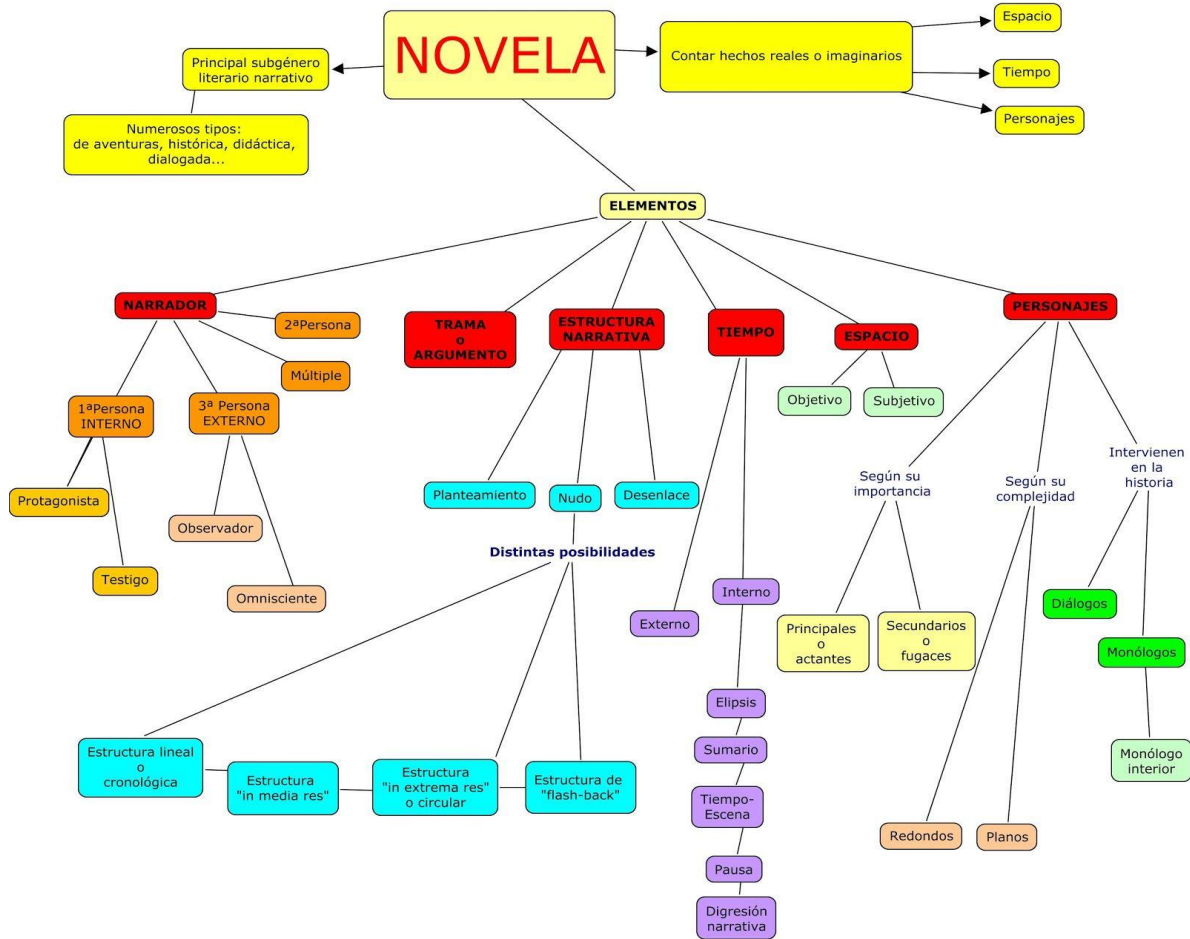 NOVELA
Principal subgénero
literario narrativo
Numerosos tipos:
de aventuras, histórica, didáctica,
dialogada...
Contar hechos reales o imaginarios
Espacio
Tiempo
Personajes
ELEMENTOS
NARRADOR
2ªPersona
Múltiple
1ªPersona
INTERNO
3ª Persona
EXTERNO
Protagonista
Testigo
Observador
Omnisciente
TRAMA
o
ARGUMENTO
ESTRUCTURA
NARRATIVA
Planteamiento
Nudo
Desenlace
Distintas posibilidades
Estructura lineal
o
cronológica
Estructura
"in media res"
Estructura
"in extrema res"
o circular
Estructura de
"flash-back"
TIEMPO
Externo
Interno
Elipsis
Sumario
Tiempo-
Escena
Pausa
Digresión
narrativa
ESPACIO
Objetivo
Subjetivo
PERSONAJES
Según su
importancia
Principales
o
actantes
Secundarios
o
fugaces
Según su
complejidad
Redondos
Planos
Intervienen
en la
historia
Diálogos
Monólogos
Monólogo
interior